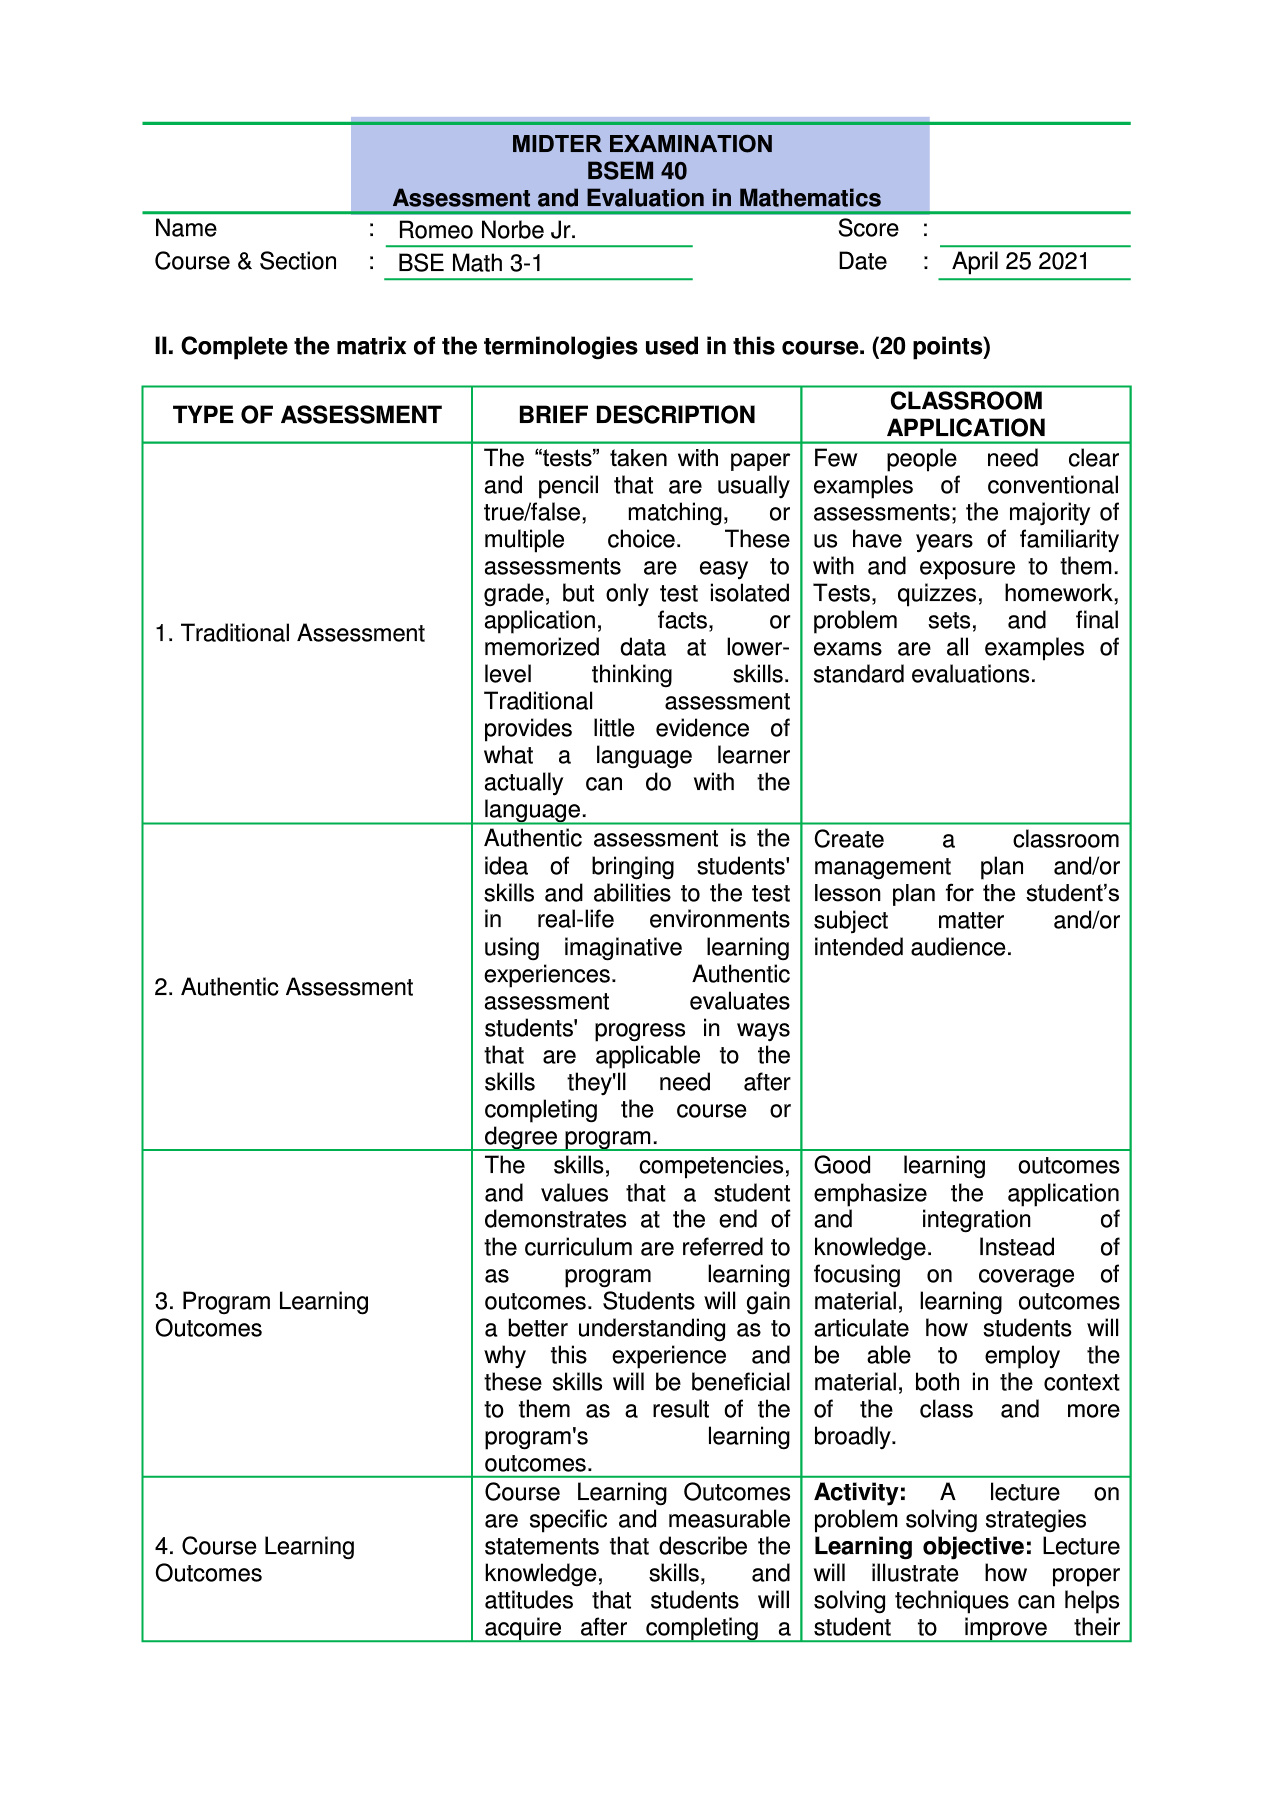 MIDTER EXAMINATION
BSEM 40
Assessment and Evaluation in Mathematics
Name : Romeo Norbe Jr. Score :
Course & Section : BSE Math 3-1 Date : April 25 2021
II. Complete the matrix of the terminologies used in this course. (20 points)
TYPE OF ASSESSMENT
BRIEF DESCRIPTION
CLASSROOM
APPLICATION
1. Traditional Assessment
The “tests” taken with paper
and pencil that are usually
true/false, matching, or
multiple choice. These
assessments are easy to
grade, but only test isolated
application, facts, or
memorized data at lower-
level thinking skills.
Traditional assessment
provides little evidence of
what a language learner
actually can do with the
language.
Few people need clear
examples of conventional
assessments; the majority of
us have years of familiarity
with and exposure to them.
Tests, quizzes, homework,
problem sets, and final
exams are all examples of
standard evaluations.
2. Authentic Assessment
Authentic assessment is the
idea of bringing students'
skills and abilities to the test
in real-life environments
using imaginative learning
experiences. Authentic
assessment evaluates
students' progress in ways
that are applicable to the
skills they'll need after
completing the course or
degree program.
Create a classroom
management plan and/or
lesson plan for the student’s
subject matter and/or
intended audience.
3. Program Learning
Outcomes
The skills, competencies,
and values that a student
demonstrates at the end of
the curriculum are referred to
as program learning
outcomes. Students will gain
a better understanding as to
why this experience and
these skills will be beneficial
to them as a result of the
program's learning
outcomes.
Good learning outcomes
emphasize the application
and integration of
knowledge. Instead of
focusing on coverage of
material, learning outcomes
articulate how students will
be able to employ the
material, both in the context
of the class and more
broadly.
4. Course Learning
Outcomes
Course Learning Outcomes
are specific and measurable
statements that describe the
knowledge, skills, and
attitudes that students will
acquire after completing a
Activity: A lecture on
problem solving strategies
Learning objective: Lecture
will illustrate how proper
solving techniques can helps
student to improve their